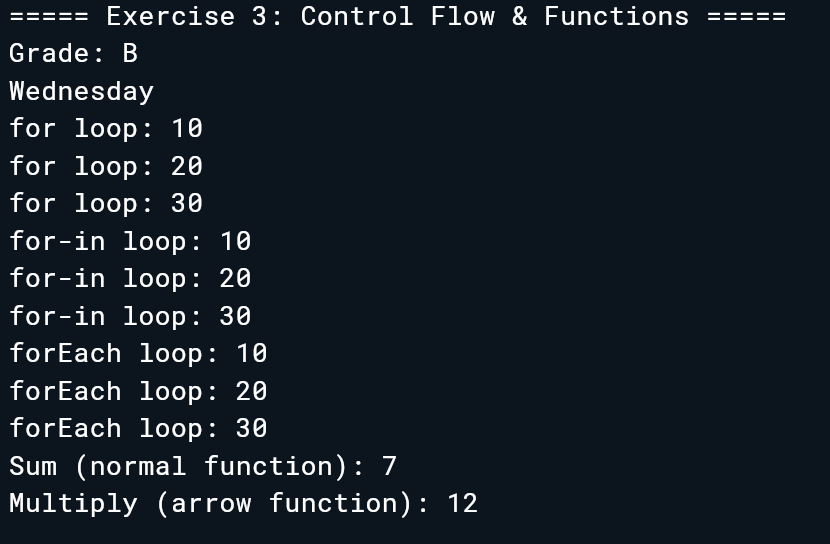 ===== Exercise 3: Control Flow & Functions =====
Grade: B
Wednesday
for loop: 10
for loop: 20
for loop: 30
for-in loop: 10
for-in loop: 20
for-in loop: 30
forEach loop: 10
forEach loop: 20
forEach loop: 30
Sum (normal function): 7
Multiply (arrow function): 12